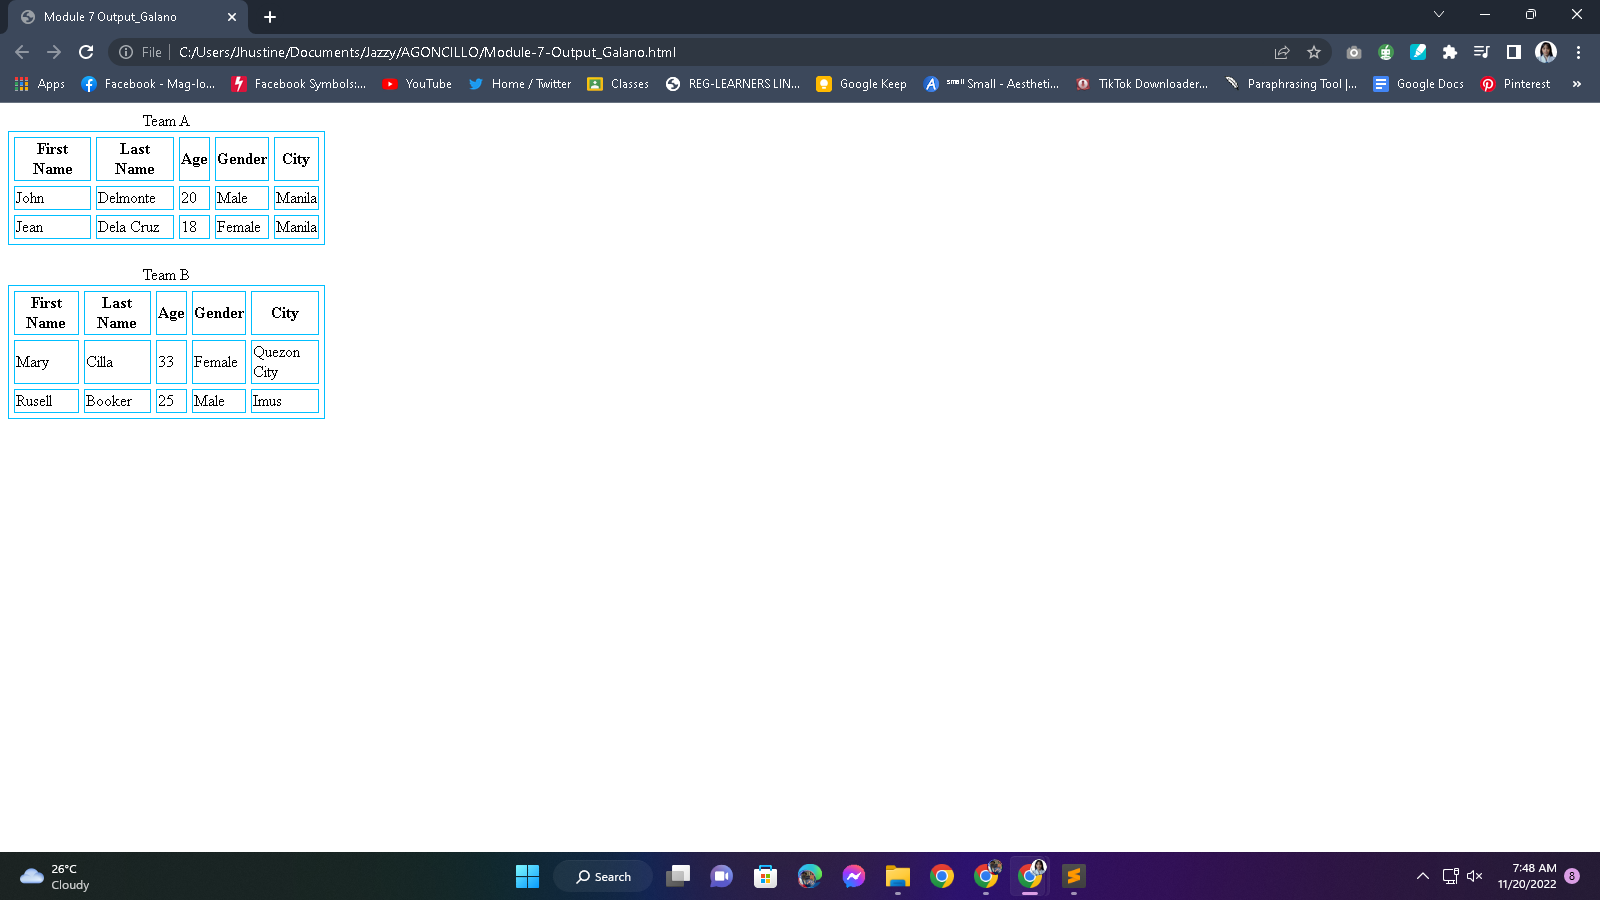 Module 7 Output_Galano
File C:/Users/Jhustine/Documents/Jazzy/AGONCILLO/Module-7-Output_Galano.html
Apps Facebook - Mag-lo... Facebook Symbols:... YouTube Home / Twitter Classes REG-LEARNERS LIN... Google Keep A ˢᵐᵃˡˡ Small - Aestheti... TikTok Downloader... Paraphrasing Tool |... Google Docs Pinterest »
Team A
First Name Last Name Age Gender City
John Delmonte 20 Male Manila
Jean Dela Cruz 18 Female Manila
Team B
First Name Last Name Age Gender City
Mary Cilla 33 Female Quezon City
Rusell Booker 25 Male Imus
26°C
Cloudy
Search
7:48 AM
11/20/2022
8